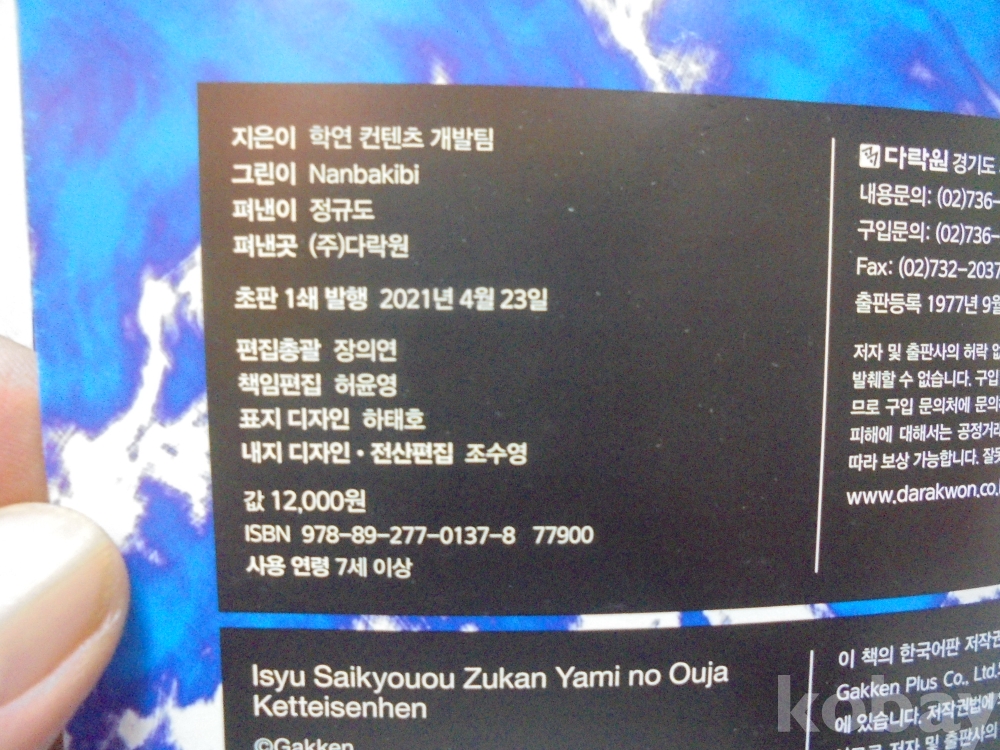 지은이 학연 컨텐츠 개발팀
그린이 Nanbakibi
펴낸이 정규도
펴낸곳 (주)다락원
초판 1쇄 발행 2021년 4월 23일
편집총괄 장의연
책임편집 허윤영
표지 디자인 하태호
내지 디자인·전산편집 조수영
값 12,000원
ISBN 978-89-277-0137-8 77900
사용 연령 7세 이상
다락원 경기도
내용문의: (02)736-
구입문의: (02)736-
Fax: (02)732-2037
출판등록 1977년 9월
저자 및 출판사의 허락 없
발췌할 수 없습니다. 구입
므로 구입 문의처에 문의
피해에 대해서는 공정거래
따라 보상 가능합니다. 잘못
www.darakwon.co.
Isyu Saikyouou Zukan Yami no Ouja
Ketteisenhen
©Gakken
이 책의 한국어판 저작권
Gakken Plus Co., Ltd.
에 있습니다. 저작권법에
저자 및 출판사의
kobay